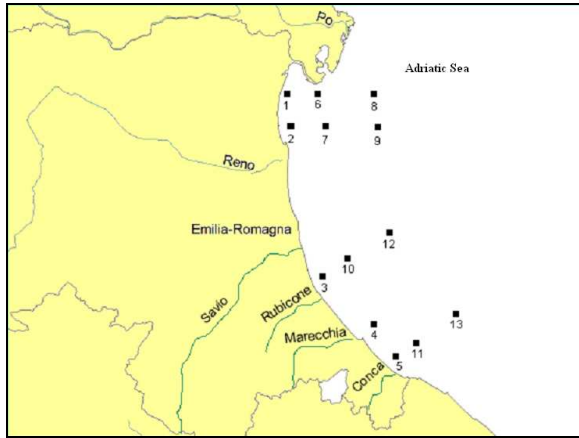 Po
Adriatic Sea
1
6
8
2
7
9
Reno
Emilia-Romagna
12
10
3
Savio
Rubicone
13
4
Marecchia
11
5
Conca